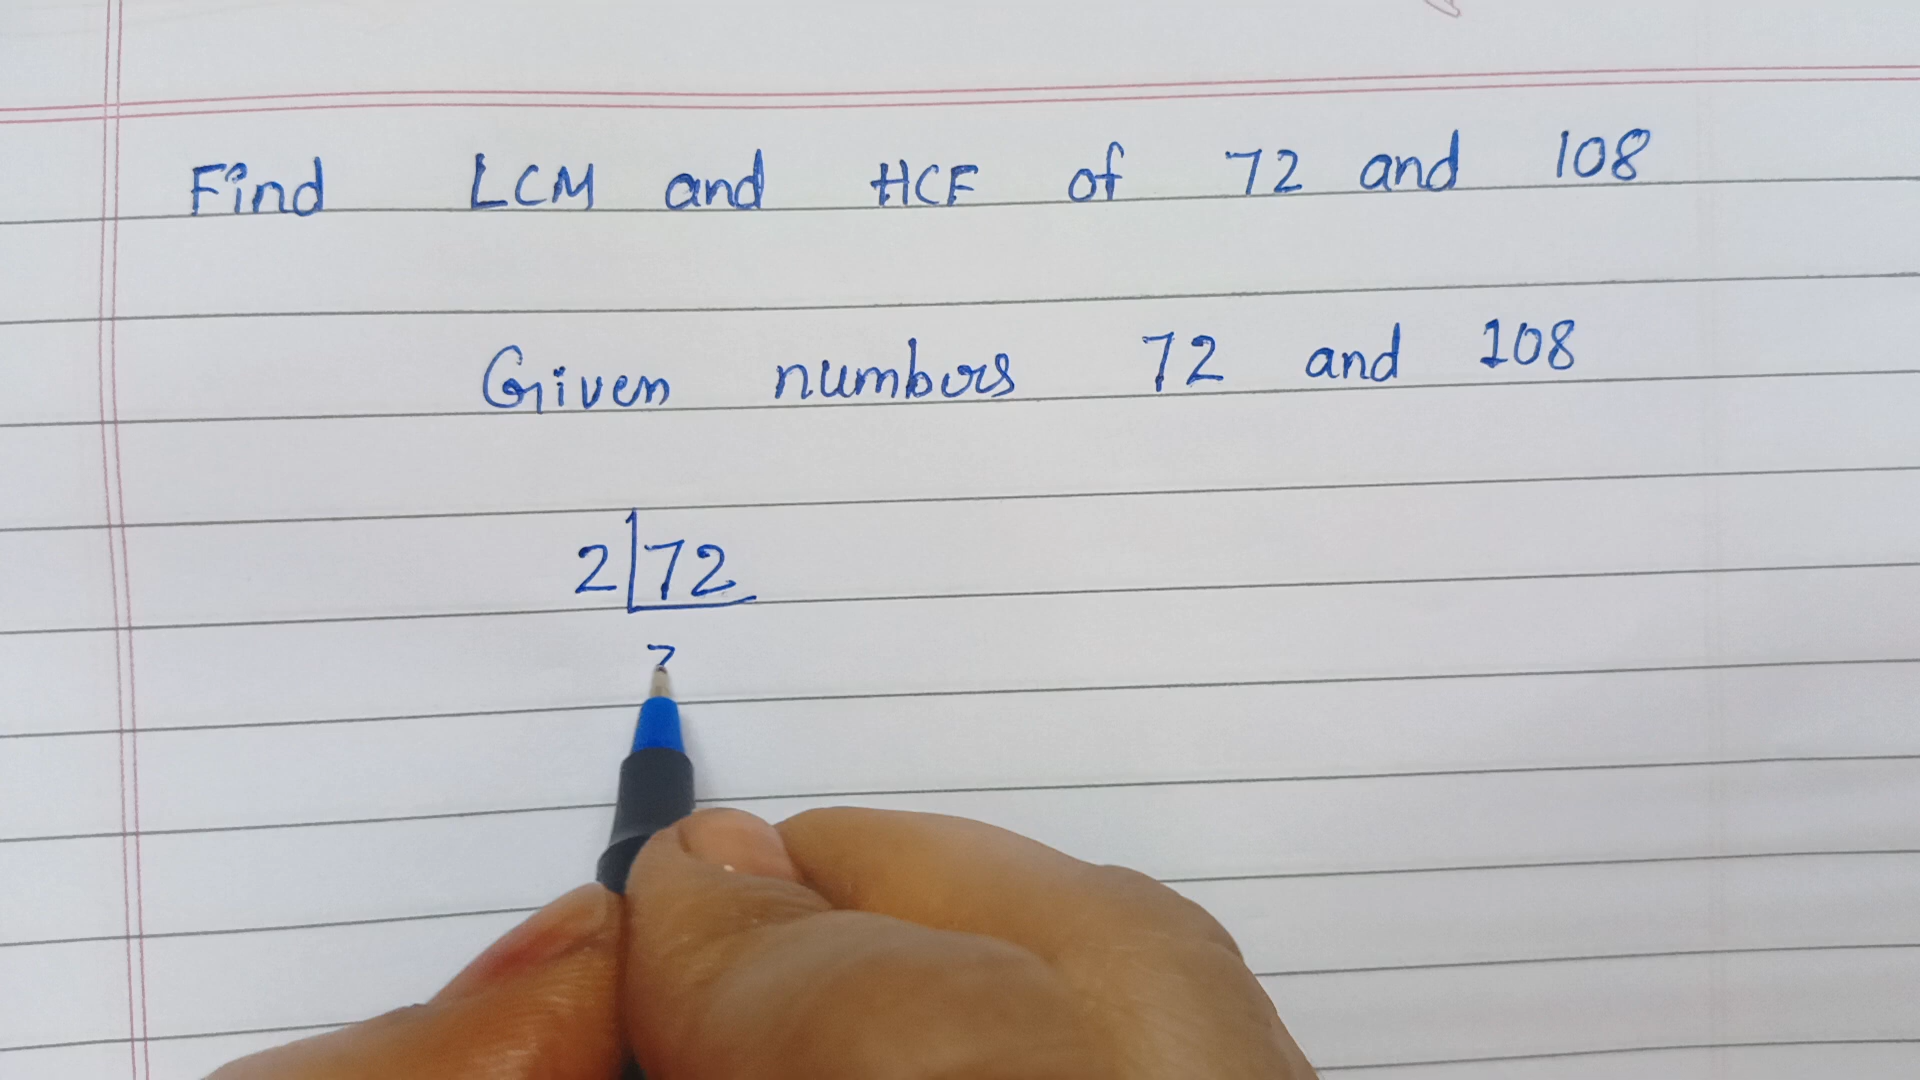 Find LCM and HCF of 72 and 108
Given numbers 72 and 108
2 72